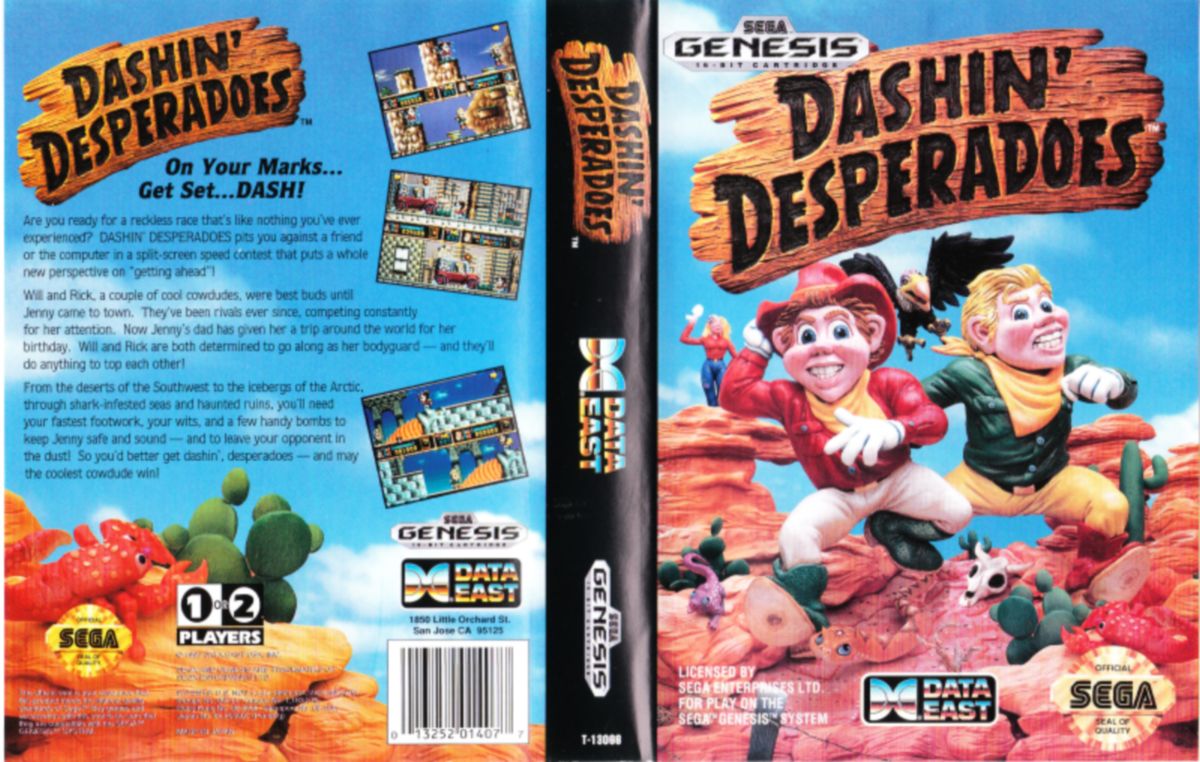 DASHIN'
DESPERADOES™
On Your Marks...
Get Set...DASH!
Are you ready for a reckless race that's like nothing you've ever
experienced? DASHIN' DESPERADOES pits you against a friend
or the computer in a split-screen speed contest that puts a whole
new perspective on "getting ahead"!
Will and Rick, a couple of cool cowdudes, were best buds until
Jenny came to town. They've been rivals ever since, competing constantly
for her attention. Now Jenny's dad has given her a trip around the world for her
birthday. Will and Rick are both determined to go along as her bodyguard — and they'll
do anything to top each other!
From the deserts of the Southwest to the icebergs of the Arctic,
through shark-infested seas and haunted ruins, you'll need
your fastest footwork, your wits, and a few handy bombs to
keep Jenny safe and sound — and to leave your opponent in
the dust! So you'd better get dashin', desperadoes — and may
the coolest cowdude win!
SEGA
GENESIS
16-BIT CARTRIDGE
DATA
EAST
1850 Little Orchard St.
San Jose CA 95125
1 OR 2
PLAYERS
OFFICIAL
SEGA
SEAL OF
QUALITY
0 13252 01407 7
DASHIN'
DESPERADOES
™
DATA
EAST
SEGA
GENESIS
T-13086
SEGA
GENESIS
16-BIT CARTRIDGE
DASHIN'
DESPERADOES™
LICENSED BY
SEGA ENTERPRISES LTD.
FOR PLAY ON THE
SEGA™ GENESIS™ SYSTEM
DATA
EAST
OFFICIAL
SEGA
SEAL OF
QUALITY